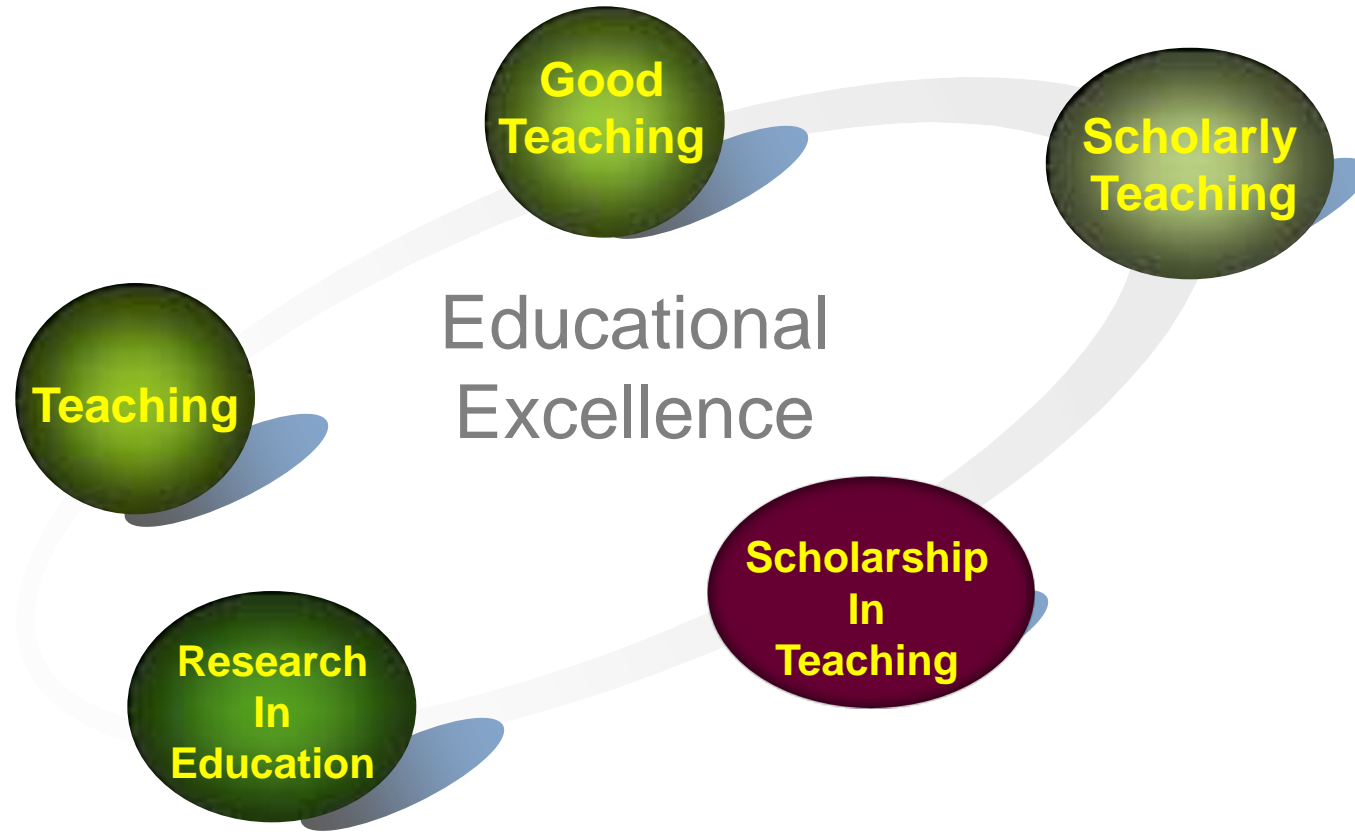 Good
Teaching
Scholarly
Teaching
Educational
Excellence
Teaching
Scholarship
In
Teaching
Research
In
Education